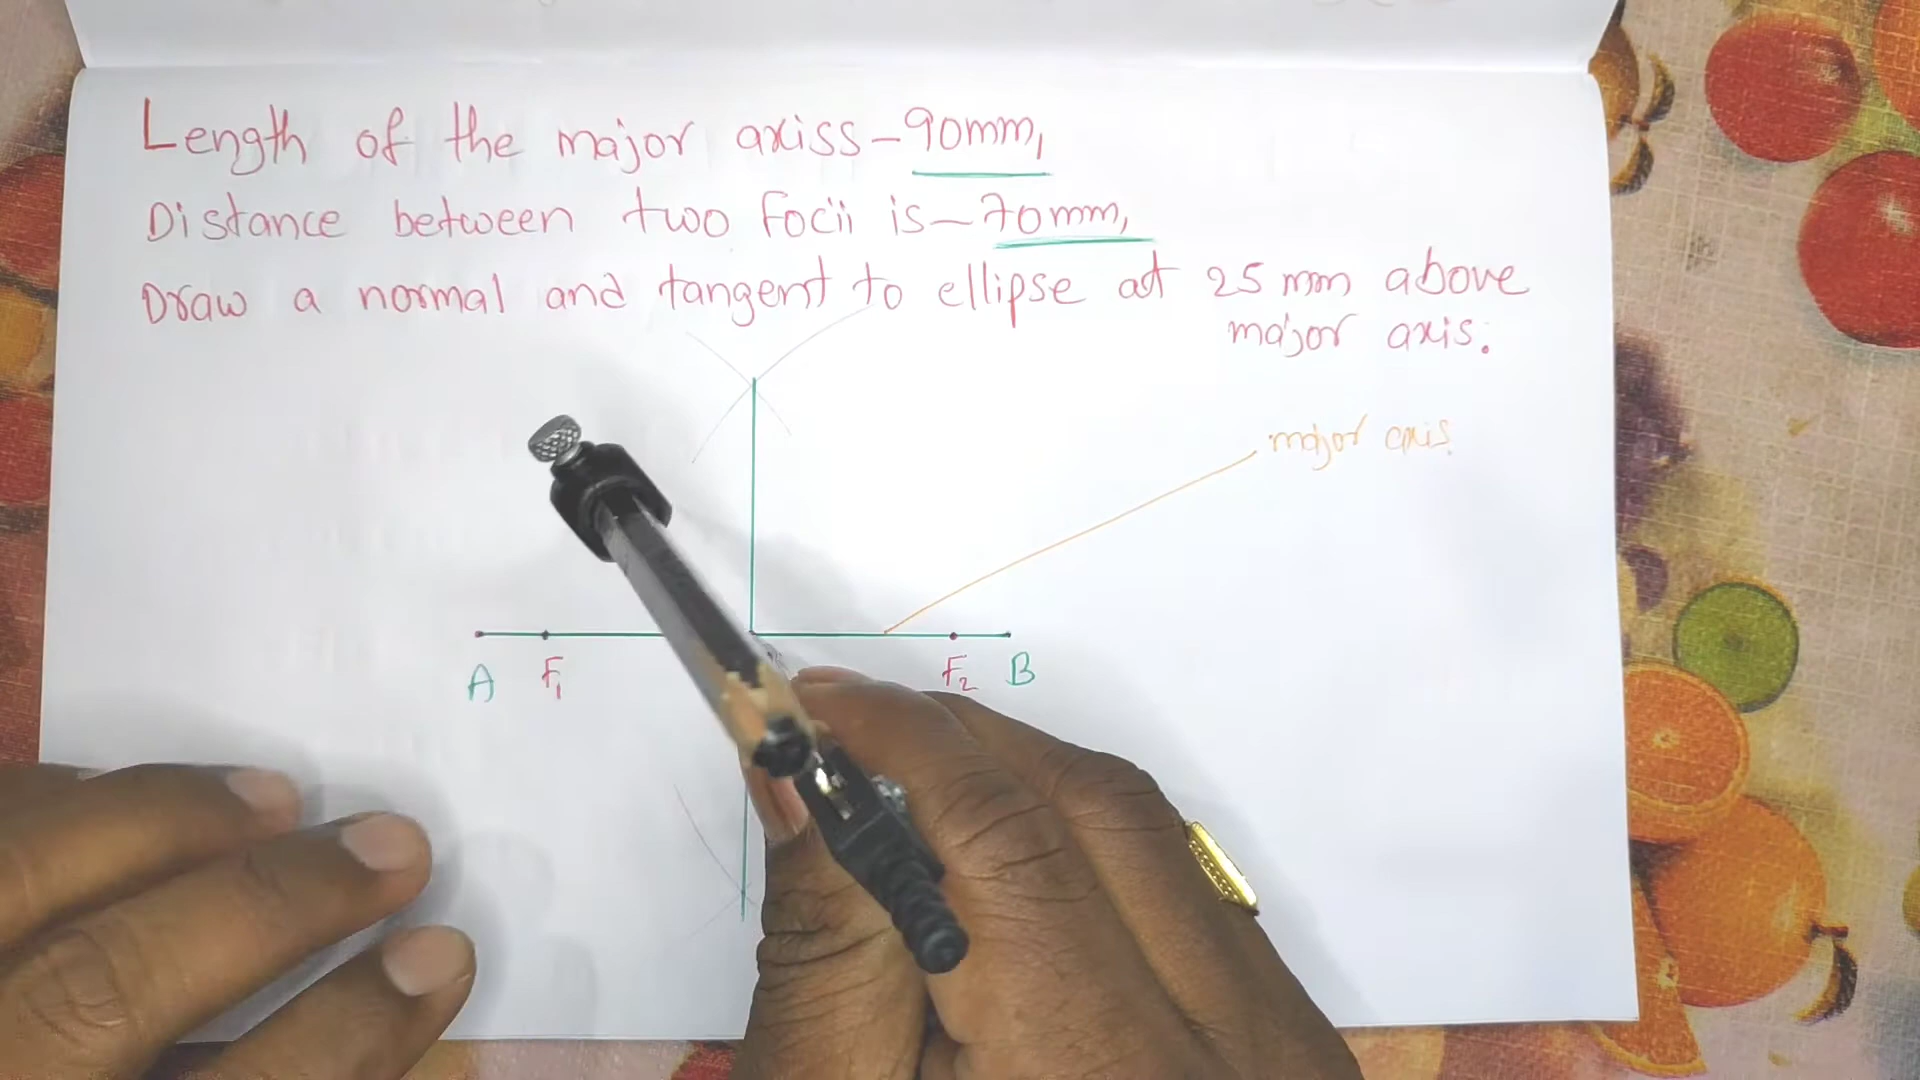 Length of the major axiss-90mm,
Distance between two Focii is-70mm,
Draw a normal and tangent to ellipse at 25 mm above
major axis.
major axis.
A F1 F2 B